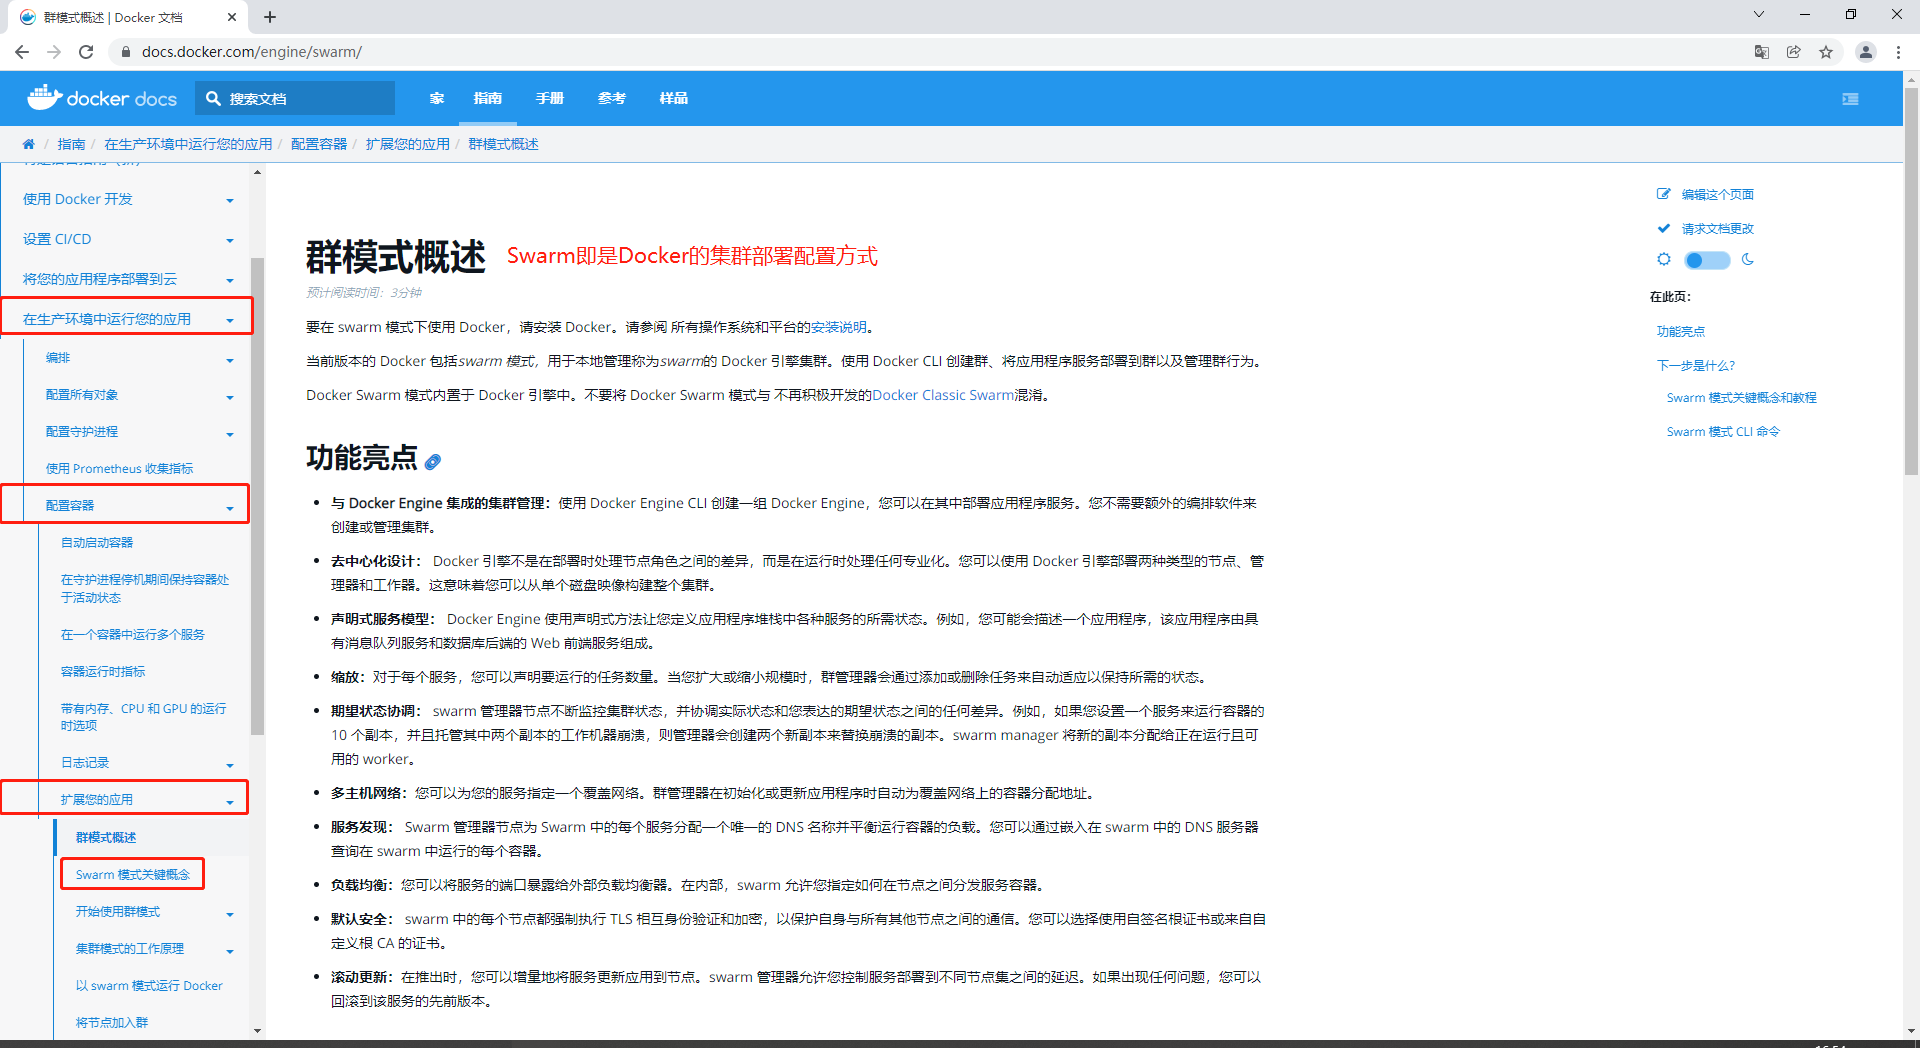 群模式概述 | Docker 文档
docs.docker.com/engine/swarm/
docker docs
搜索文档
家 指南 手册 参考 样品
/ 指南 / 在生产环境中运行您的应用 / 配置容器 / 扩展您的应用 / 群模式概述
使用 Docker 开发
设置 CI/CD
将您的应用程序部署到云
在生产环境中运行您的应用
编排
配置所有对象
配置守护进程
使用 Prometheus 收集指标
配置容器
自动启动容器
在守护进程停机期间保持容器处
于活动状态
在一个容器中运行多个服务
容器运行时指标
带有内存、CPU 和 GPU 的运行
时选项
日志记录
扩展您的应用
群模式概述
Swarm 模式关键概念
开始使用群模式
集群模式的工作原理
以 swarm 模式运行 Docker
将节点加入群
群模式概述 Swarm即是Docker的集群部署配置方式
预计阅读时间：3分钟
要在 swarm 模式下使用 Docker，请安装 Docker。请参阅 所有操作系统和平台的安装说明。
当前版本的 Docker 包括swarm 模式，用于本地管理称为swarm的 Docker 引擎集群。使用 Docker CLI 创建群、将应用程序服务部署到群以及管理群行为。
Docker Swarm 模式内置于 Docker 引擎中。不要将 Docker Swarm 模式与 不再积极开发的Docker Classic Swarm混淆。
功能亮点
与 Docker Engine 集成的集群管理：使用 Docker Engine CLI 创建一组 Docker Engine，您可以在其中部署应用程序服务。您不需要额外的编排软件来
创建或管理集群。
去中心化设计： Docker 引擎不是在部署时处理节点角色之间的差异，而是在运行时处理任何专业化。您可以使用 Docker 引擎部署两种类型的节点、管
理器和工作器。这意味着您可以从单个磁盘映像构建整个集群。
声明式服务模型： Docker Engine 使用声明式方法让您定义应用程序堆栈中各种服务的所需状态。例如，您可能会描述一个应用程序，该应用程序由具
有消息队列服务和数据库后端的 Web 前端服务组成。
缩放：对于每个服务，您可以声明要运行的任务数量。当您扩大或缩小规模时，群管理器会通过添加或删除任务来自动适应以保持所需的状态。
期望状态协调： swarm 管理器节点不断监控集群状态，并协调实际状态和您表达的期望状态之间的任何差异。例如，如果您设置一个服务来运行容器的
10 个副本，并且托管其中两个副本的工作机器崩溃，则管理器会创建两个新副本来替换崩溃的副本。swarm manager 将新的副本分配给正在运行且可
用的 worker。
多主机网络：您可以为您的服务指定一个覆盖网络。群管理器在初始化或更新应用程序时自动为覆盖网络上的容器分配地址。
服务发现： Swarm 管理器节点为 Swarm 中的每个服务分配一个唯一的 DNS 名称并平衡运行容器的负载。您可以通过嵌入在 swarm 中的 DNS 服务器
查询在 swarm 中运行的每个容器。
负载均衡：您可以将服务的端口暴露给外部负载均衡器。在内部，swarm 允许您指定如何在节点之间分发服务容器。
默认安全： swarm 中的每个节点都强制执行 TLS 相互身份验证和加密，以保护自身与所有其他节点之间的通信。您可以选择使用自签名根证书或来自自
定义根 CA 的证书。
滚动更新：在推出时，您可以增量地将服务更新应用到节点。swarm 管理器允许您控制服务部署到不同节点集之间的延迟。如果出现任何问题，您可以
回滚到该服务的先前版本。
编辑这个页面
请求文档更改
在此页：
功能亮点
下一步是什么？
Swarm 模式关键概念和教程
Swarm 模式 CLI 命令